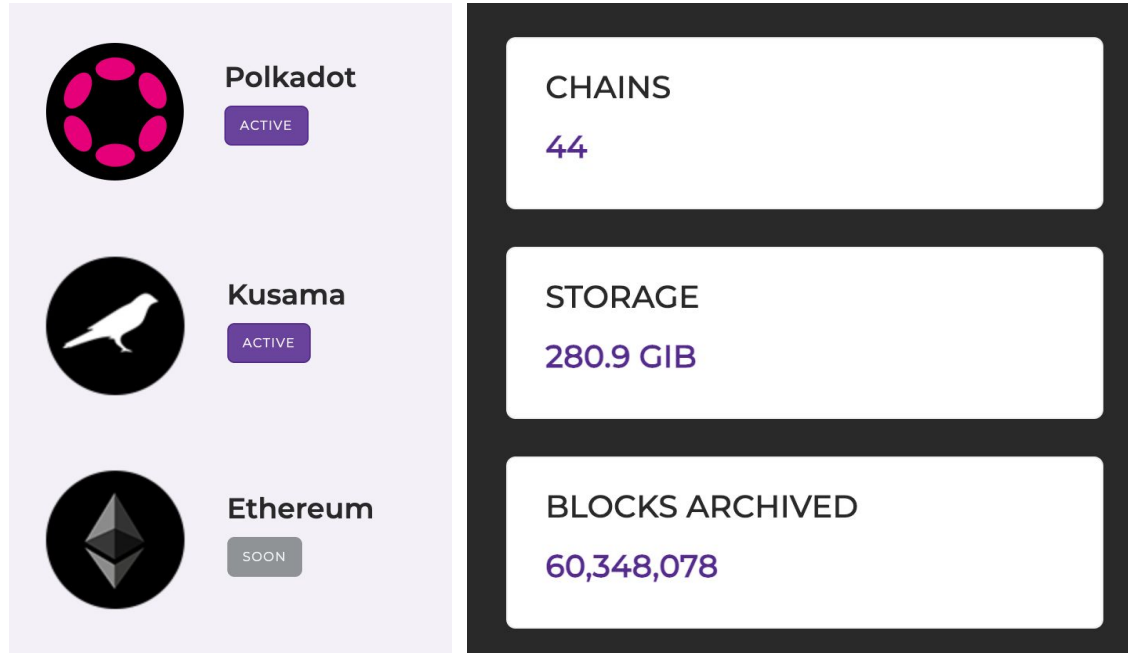 Polkadot
ACTIVE
Kusama
ACTIVE
Ethereum
SOON
CHAINS
44
STORAGE
280.9 GIB
BLOCKS ARCHIVED
60,348,078